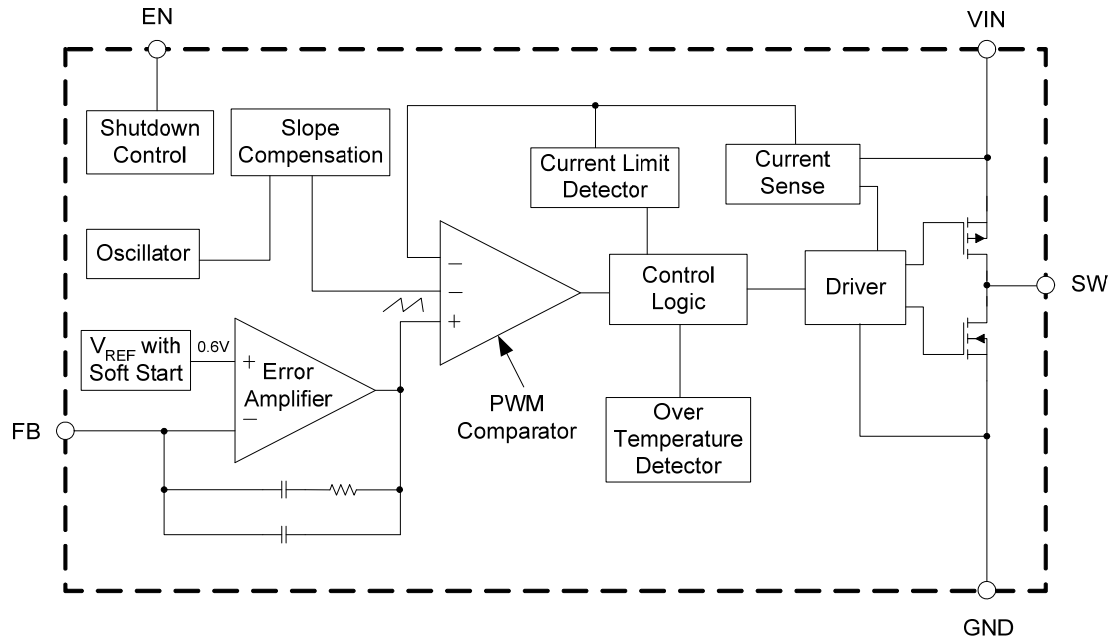 EN
VIN
Shutdown
Control
Slope
Compensation
Current Limit
Detector
Current
Sense
Oscillator
Control
Logic
Driver
SW
V_REF with
Soft Start
0.6V
+
−
Error
Amplifier
−
−
+
PWM
Comparator
Over
Temperature
Detector
FB
GND